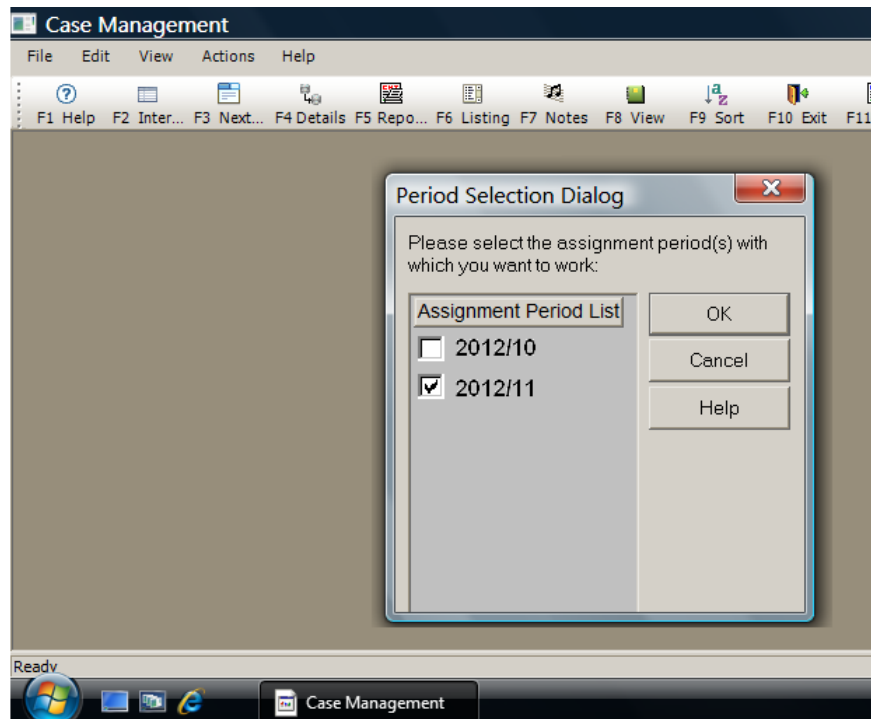 Case Management
File Edit View Actions Help
F1 Help F2 Inter... F3 Next... F4 Details F5 Repo... F6 Listing F7 Notes F8 View F9 Sort F10 Exit F11
Period Selection Dialog
Please select the assignment period(s) with
which you want to work:
Assignment Period List
OK
2012/10
Cancel
2012/11
Help
Ready
Case Management